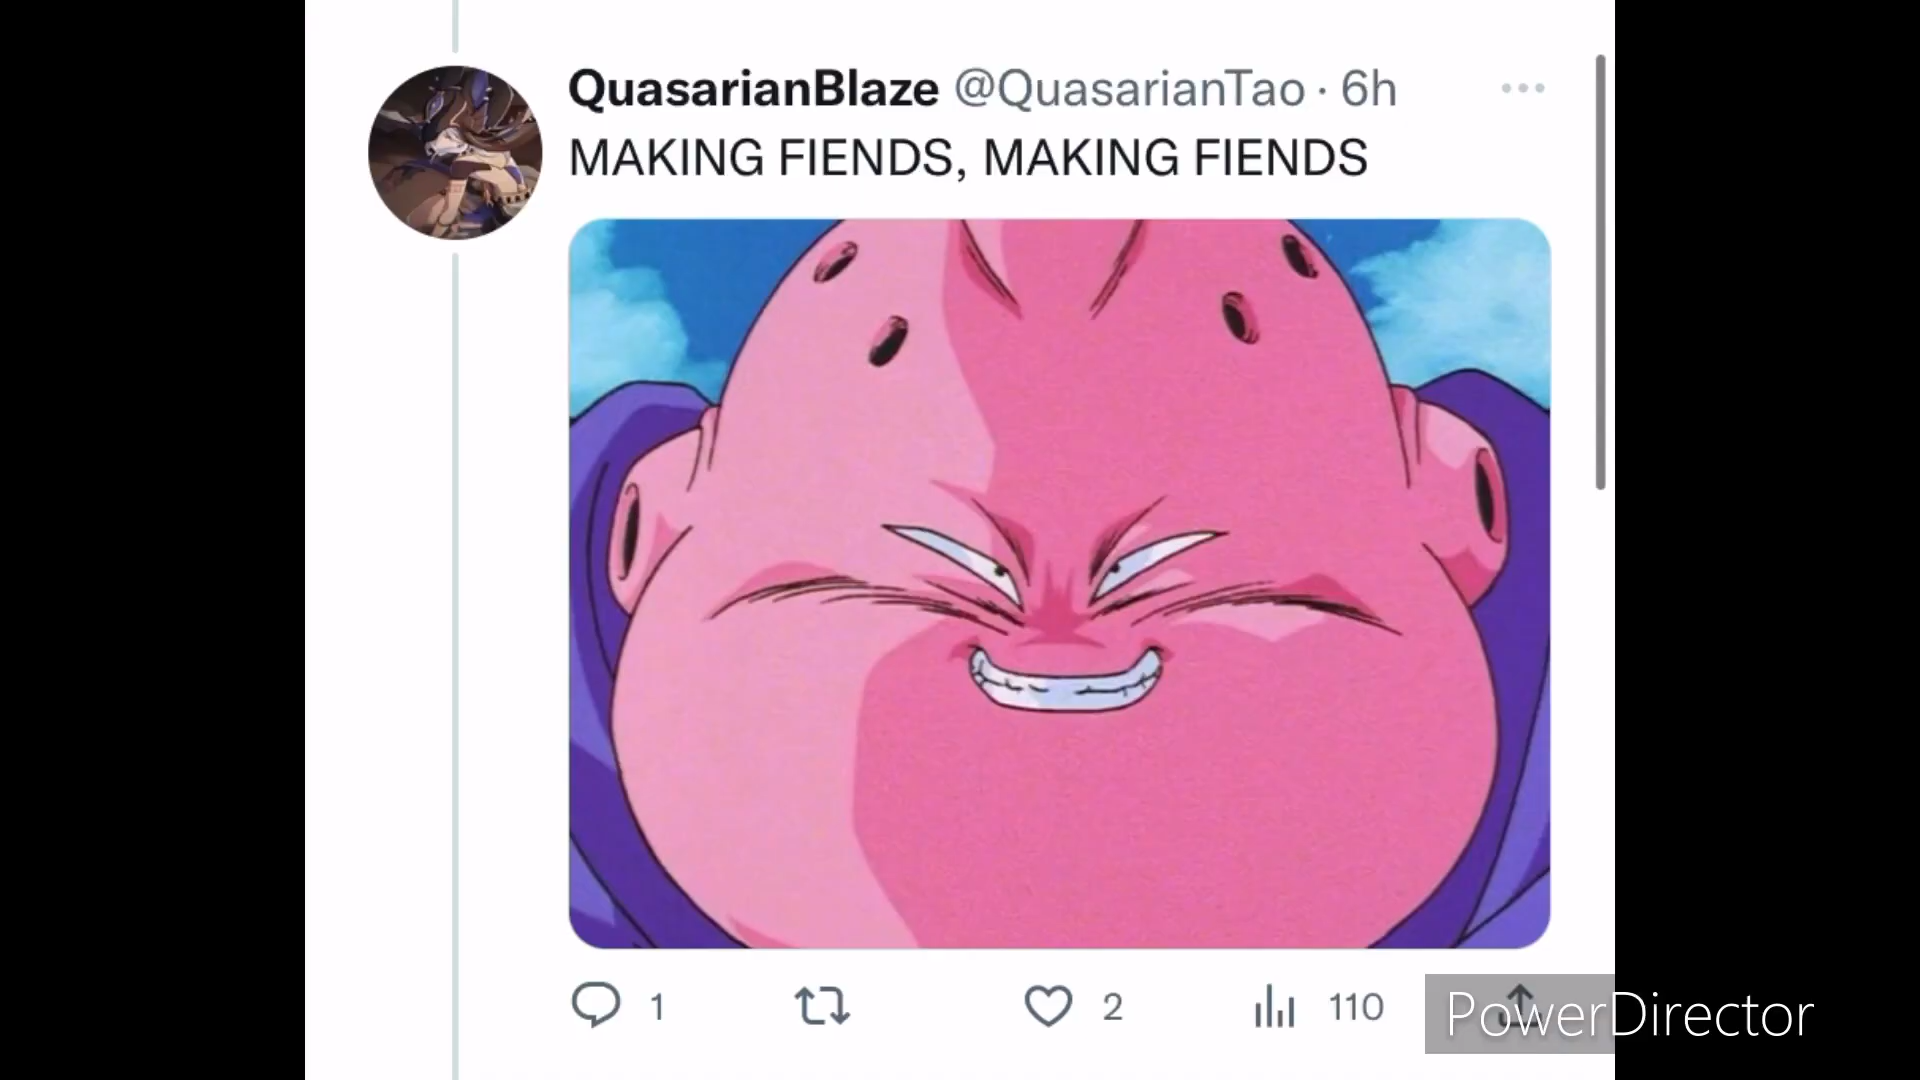 QuasarianBlaze @QuasarianTao · 6h
MAKING FIENDS, MAKING FIENDS
1 2 110
PowerDirector